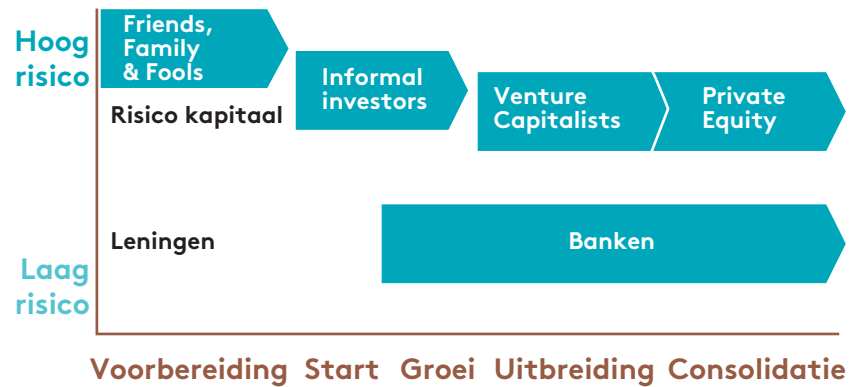 Hoog
risico
Friends,
Family
& Fools
Informal
investors
Venture
Capitalists
Private
Equity
Risico kapitaal
Leningen
Banken
Laag
risico
Voorbereiding Start Groei Uitbreiding Consolidatie